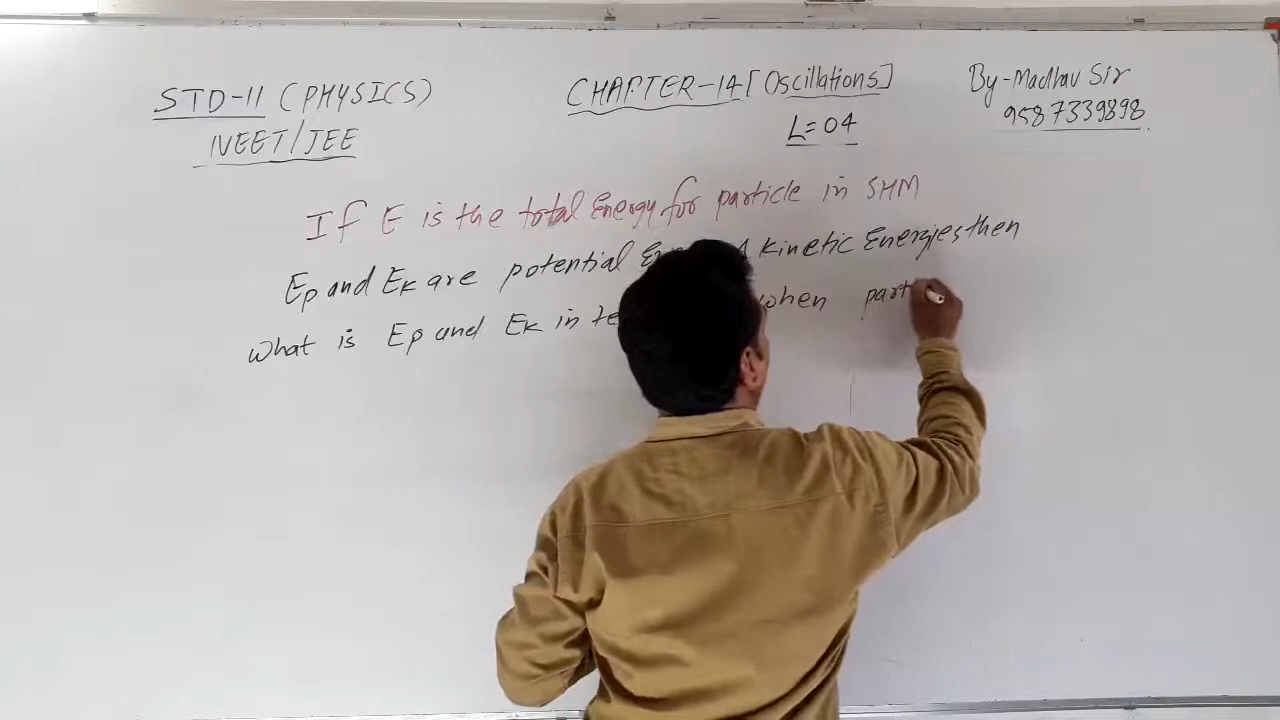 STD-11 (PHYSICS)
NEET/JEE
CHAPTER-14 [Oscillations]
L=04
By-Madhav Sir
9587339898
If E is the total Energy for particle in SHM
Ep and EK are potential kinetic Energies then
What is Ep and EK in when part